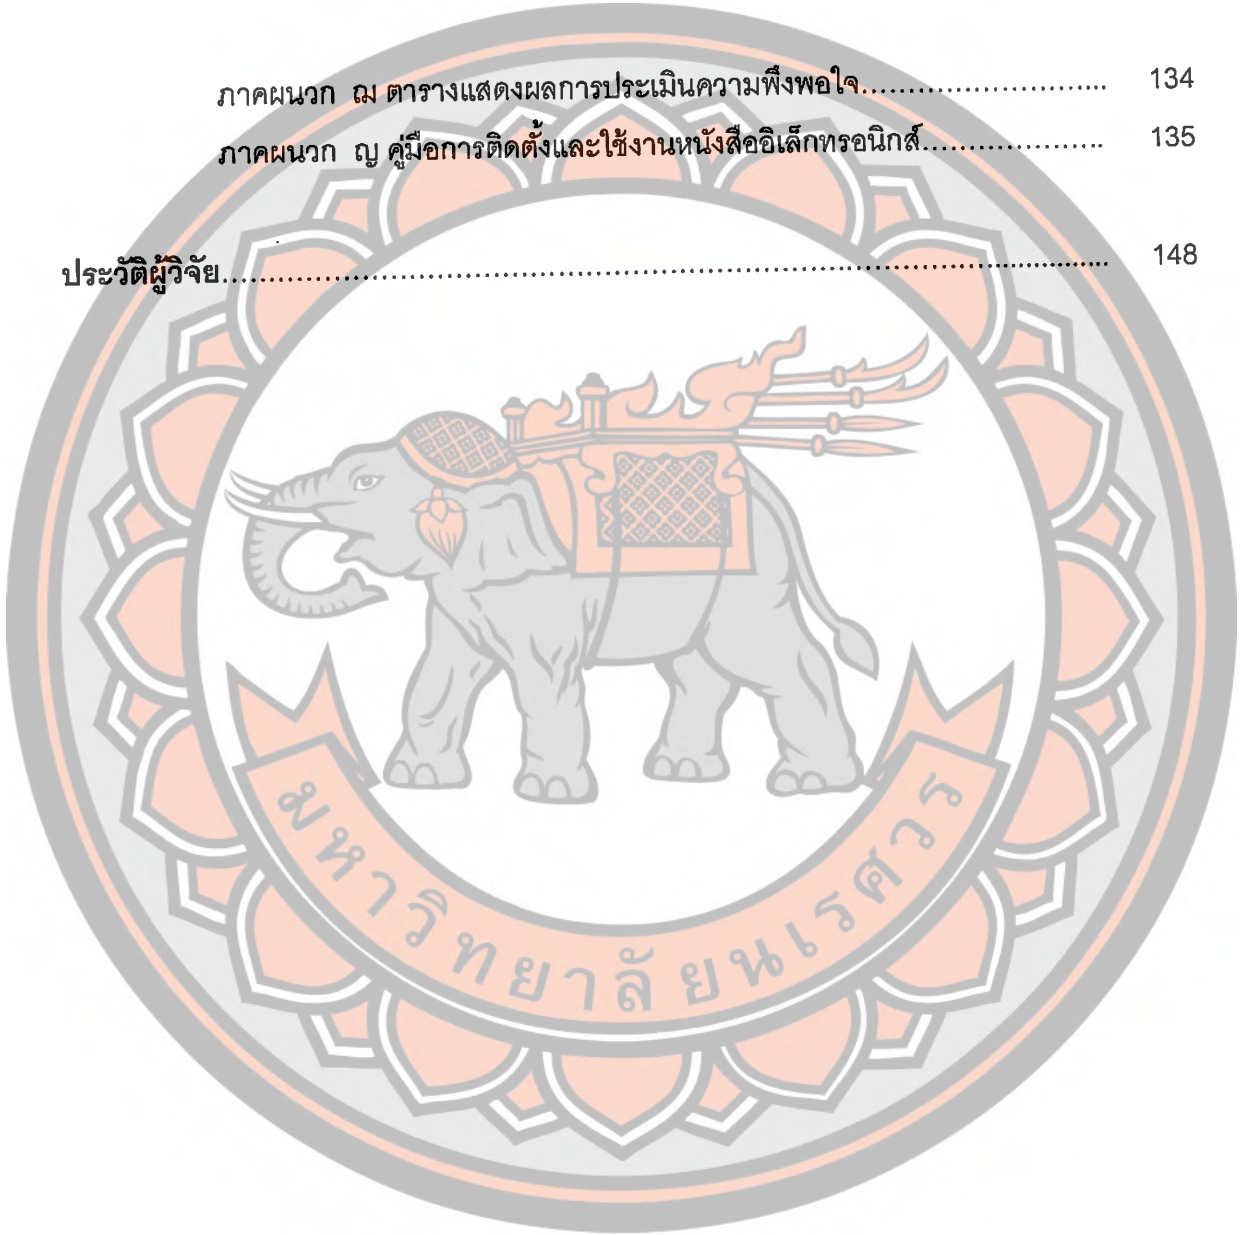 ภาคผนวก ฌ ตารางแสดงผลการประเมินความพึงพอใจ........................... 134
ภาคผนวก ญ คู่มือการติดตั้งและใช้งานหนังสืออิเล็กทรอนิกส์.................... 135
ประวัติผู้วิจัย................................................................................................ 148
มหาวิทยาลัยนเรศวร